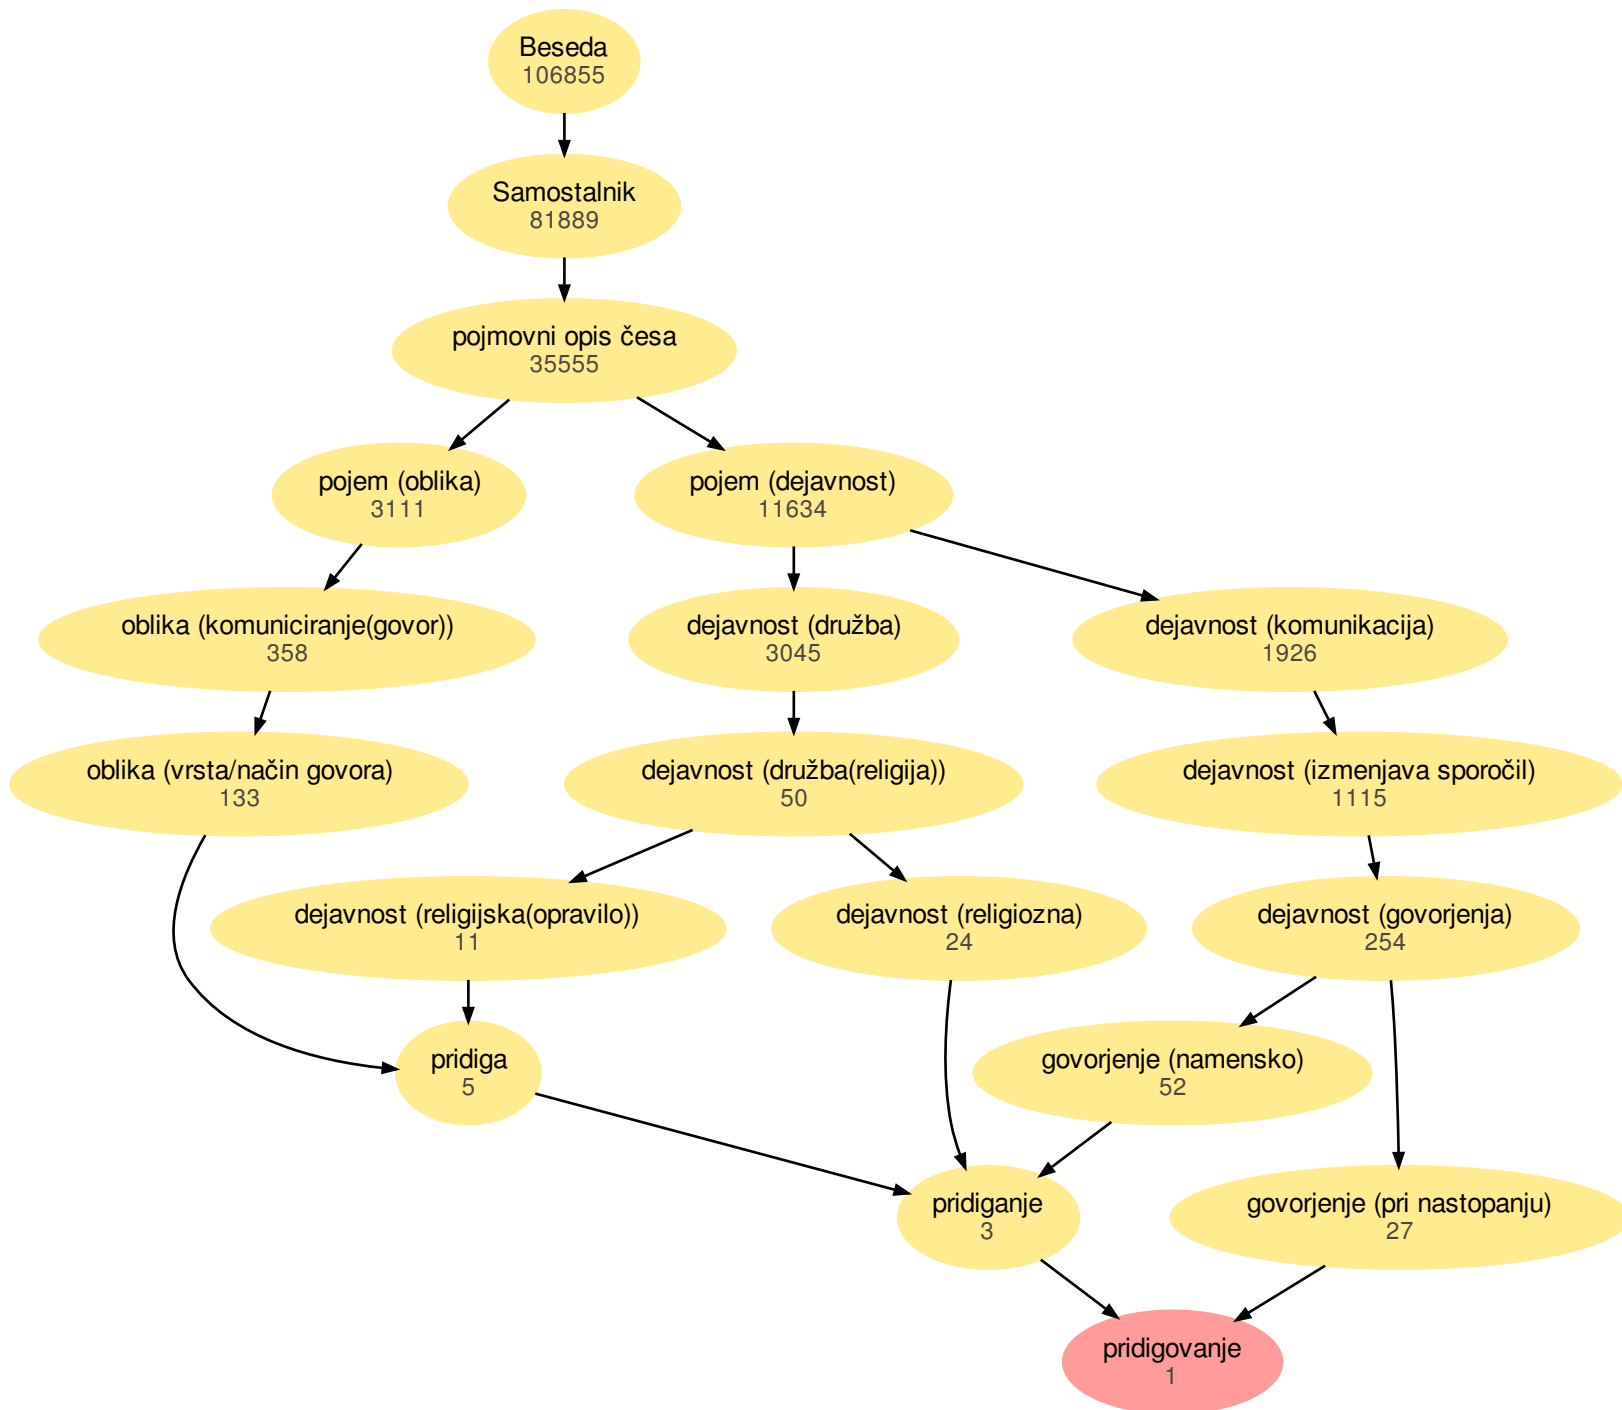 Beseda
106855
Samostalnik
81889
pojmovni opis česa
35555
pojem (oblika)
3111
pojem (dejavnost)
11634
oblika (komuniciranje(govor))
358
dejavnost (družba)
3045
dejavnost (komunikacija)
1926
oblika (vrsta/način govora)
133
dejavnost (družba(religija))
50
dejavnost (izmenjava sporočil)
1115
dejavnost (religijska(opravilo))
11
dejavnost (religiozna)
24
dejavnost (govorjenja)
254
pridiga
5
govorjenje (namensko)
52
pridiganje
3
govorjenje (pri nastopanju)
27
pridigovanje
1